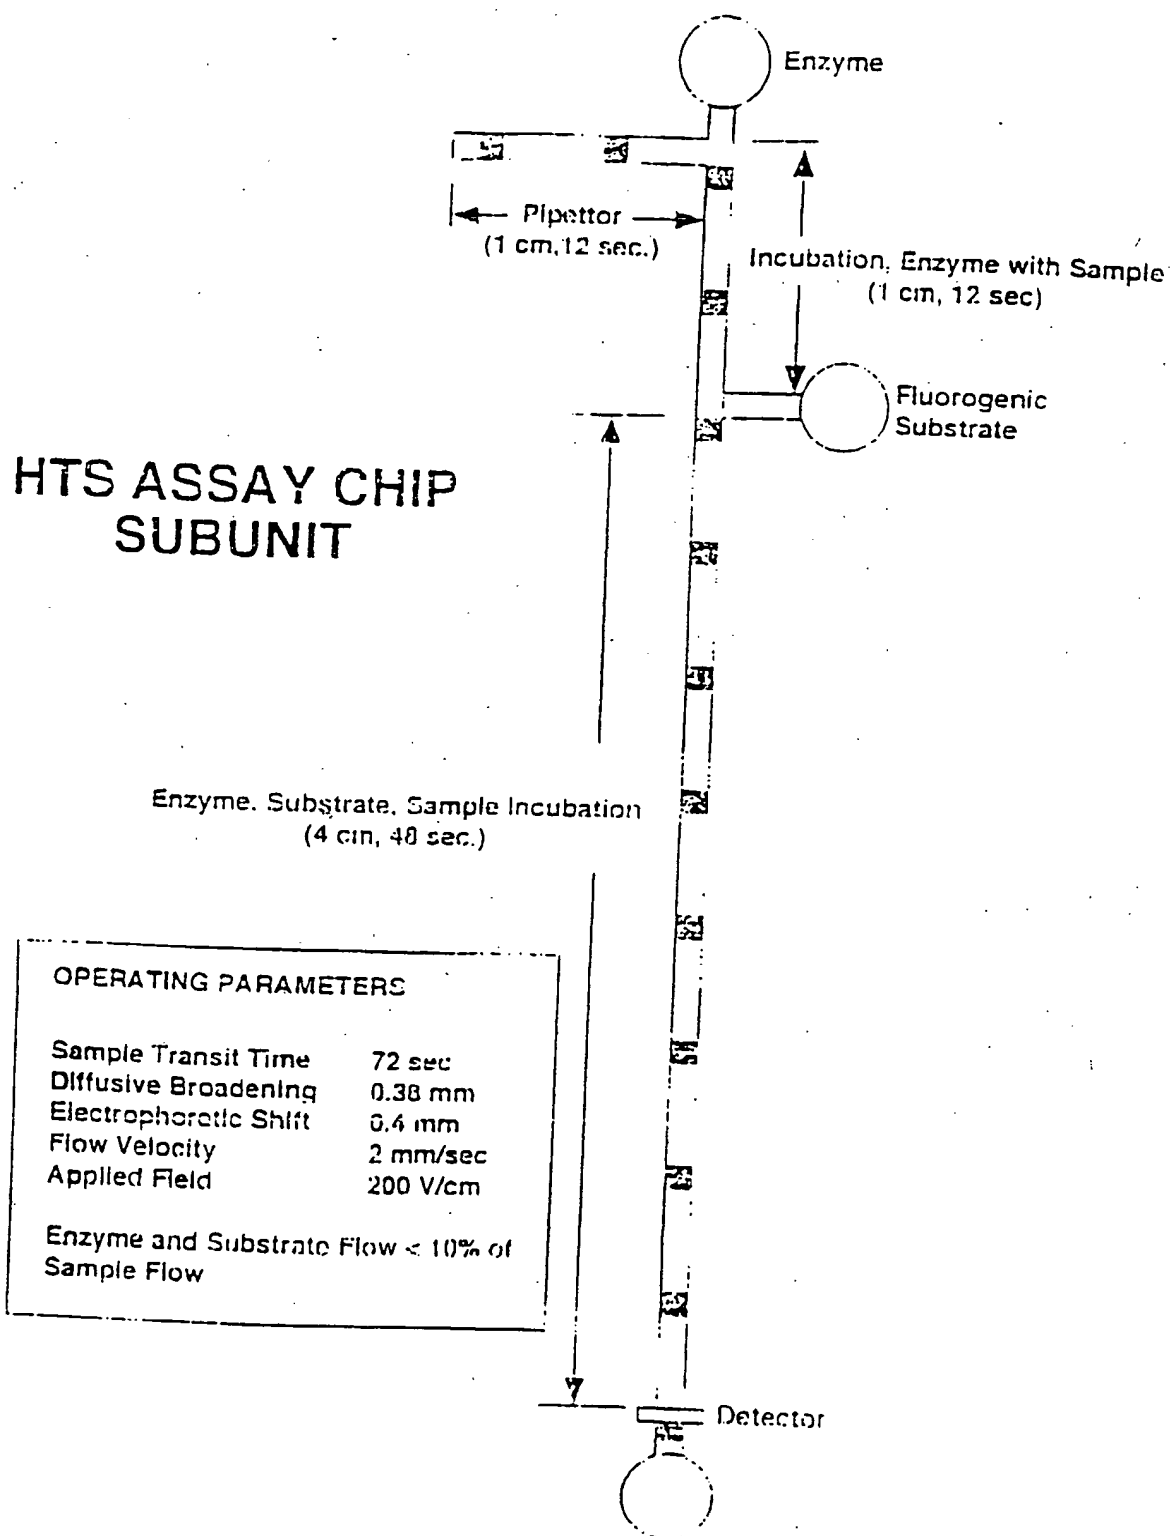 Enzyme
Pipettor
(1 cm, 12 sec.)
Incubation, Enzyme with Sample
(1 cm, 12 sec)
Fluorogenic
Substrate
HTS ASSAY CHIP
SUBUNIT
Enzyme, Substrate, Sample Incubation
(4 cm, 48 sec.)
OPERATING PARAMETERS
Sample Transit Time 72 sec
Diffusive Broadening 0.38 mm
Electrophoretic Shift 0.4 mm
Flow Velocity 2 mm/sec
Applied Field 200 V/cm
Enzyme and Substrate Flow < 10% of
Sample Flow
Detector